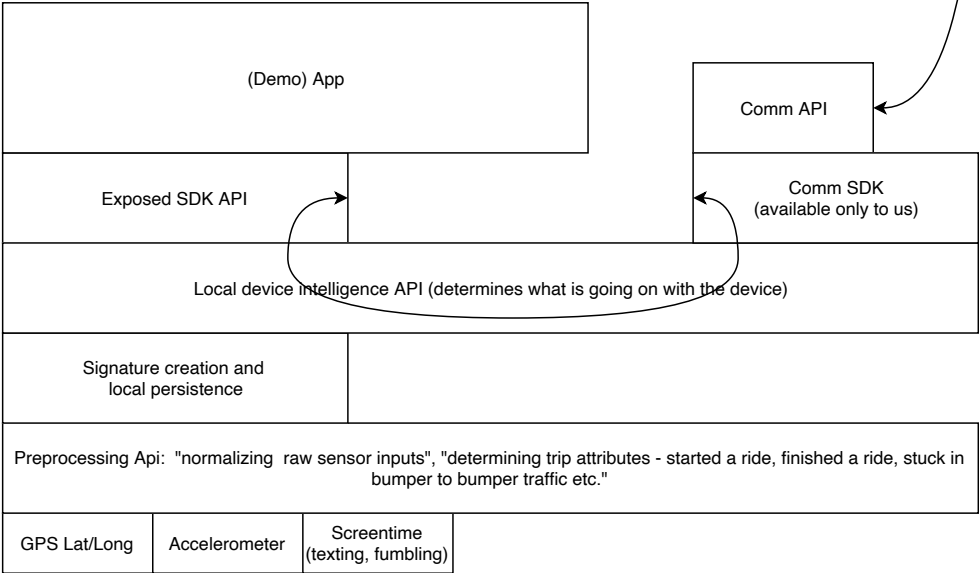 (Demo) App
Comm API
Exposed SDK API
Comm SDK
(available only to us)
Local device intelligence API (determines what is going on with the device)
Signature creation and
local persistence
Preprocessing Api:  "normalizing  raw sensor inputs", "determining trip attributes - started a ride, finished a ride, stuck in
bumper to bumper traffic etc."
GPS Lat/Long
Accelerometer
Screentime
(texting, fumbling)